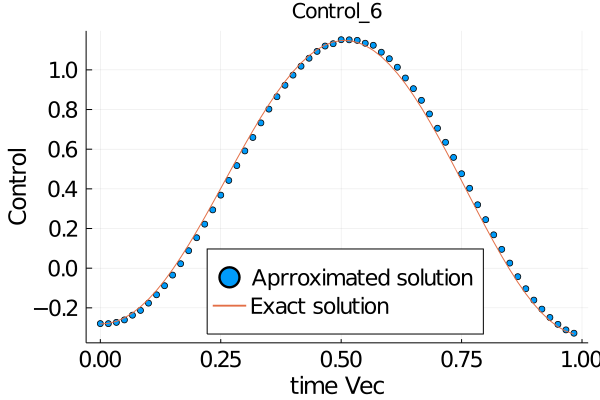 Control_6
Control
1.0
0.8
0.6
0.4
0.2
0.0
−0.2
Aprroximated solution
Exact solution
0.00 0.25 0.50 0.75 1.00
time Vec